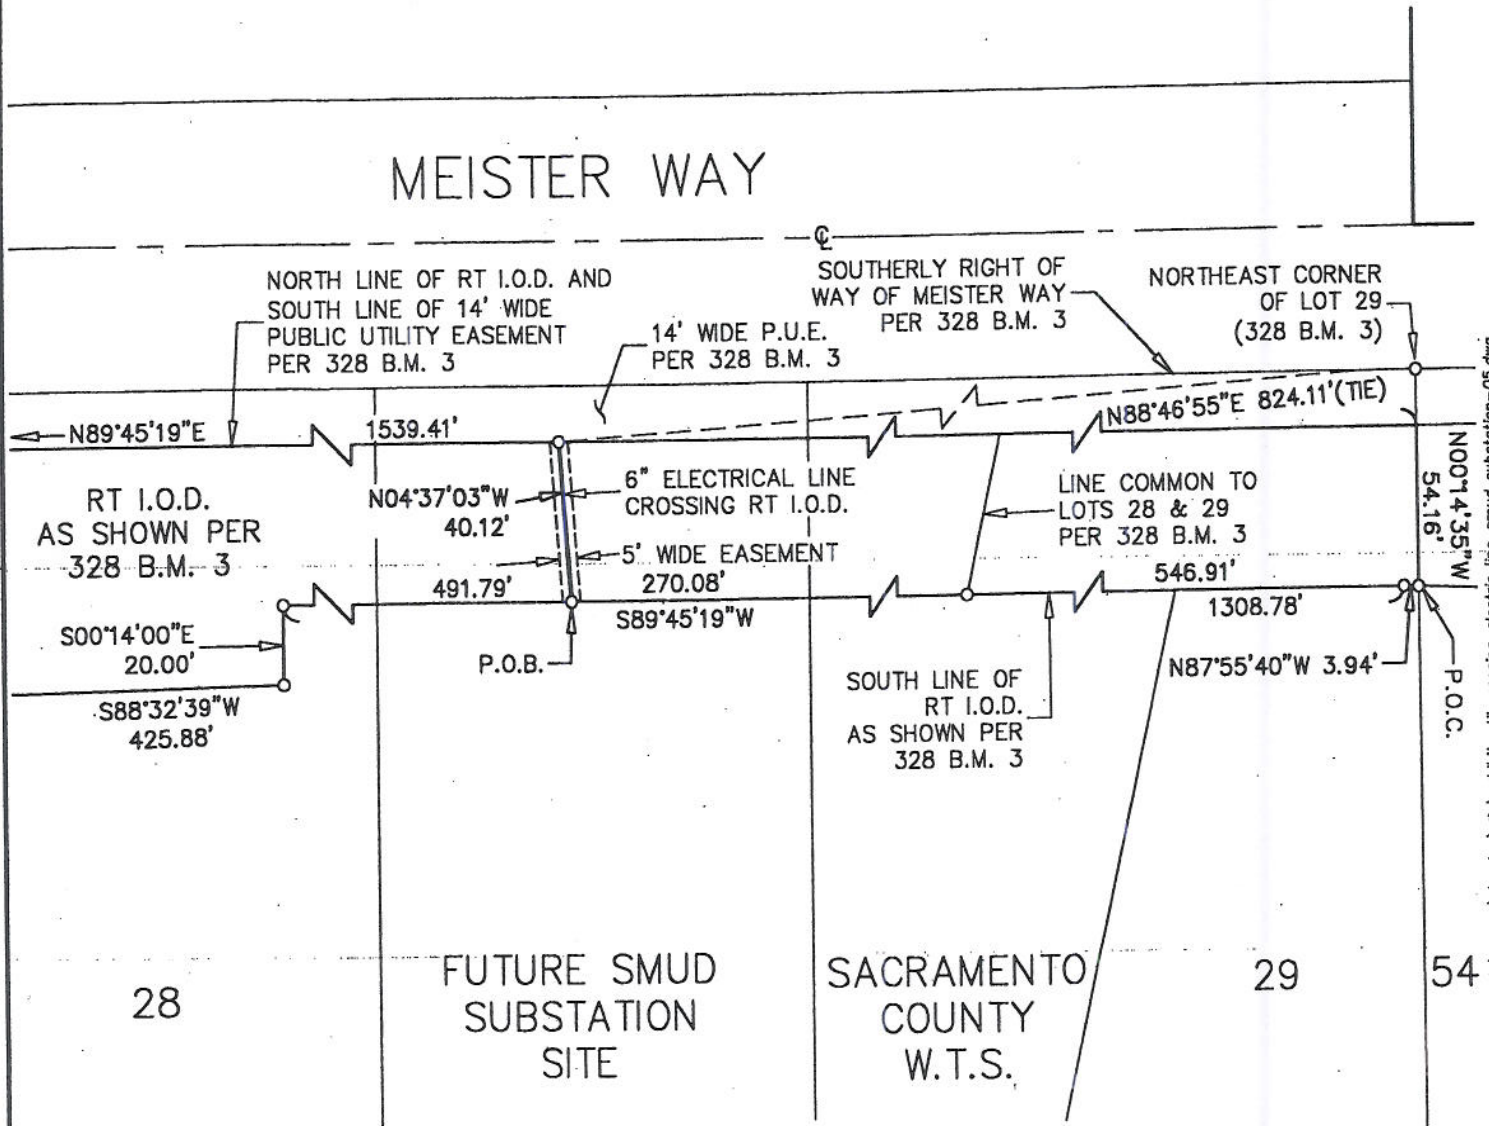 MEISTER WAY
℄
NORTH LINE OF RT I.O.D. AND
SOUTH LINE OF 14' WIDE
PUBLIC UTILITY EASEMENT
PER 328 B.M. 3
14' WIDE P.U.E.
PER 328 B.M. 3
SOUTHERLY RIGHT OF
WAY OF MEISTER WAY
PER 328 B.M. 3
NORTHEAST CORNER
OF LOT 29
(328 B.M. 3)
N89°45'19"E
1539.41'
N88°46'55"E 824.11'(TIE)
RT I.O.D.
AS SHOWN PER
328 B.M. 3
N04°37'03"W
40.12'
6" ELECTRICAL LINE
CROSSING RT I.O.D.
5' WIDE EASEMENT
LINE COMMON TO
LOTS 28 & 29
PER 328 B.M. 3
N00°14'35"W
54.16'
491.79'
270.08'
S89°45'19"W
546.91'
1308.78'
S00°14'00"E
20.00'
P.O.B.
N87°55'40"W 3.94'
P.O.C.
S88°32'39"W
425.88'
SOUTH LINE OF
RT I.O.D.
AS SHOWN PER
328 B.M. 3
28
FUTURE SMUD
SUBSTATION
SITE
SACRAMENTO
COUNTY
W.T.S.
29
54